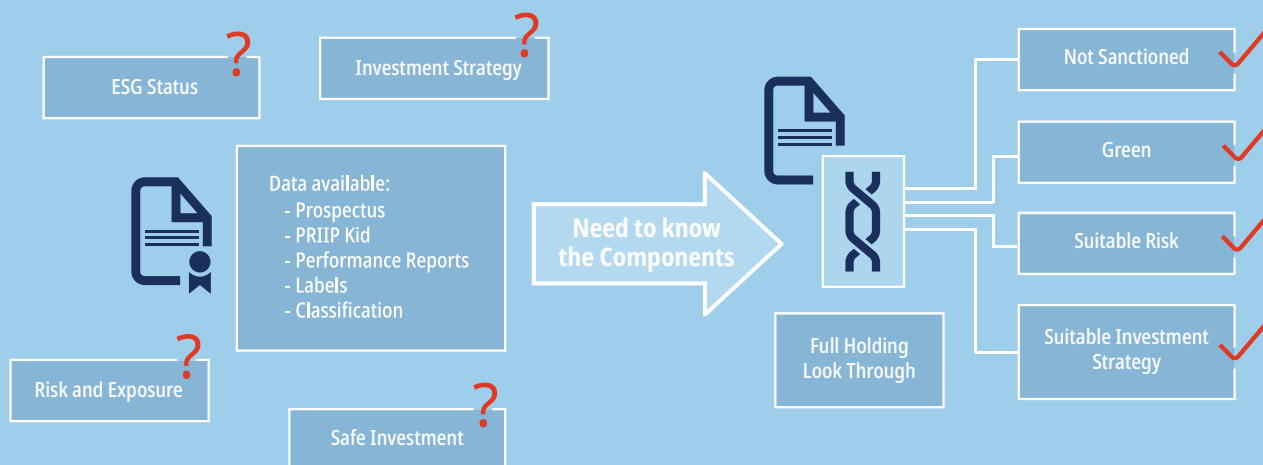 ?
ESG Status
?
Investment Strategy
Data available:
- Prospectus
- PRIIP Kid
- Performance Reports
- Labels
- Classification
?
Risk and Exposure
?
Safe Investment
Need to know
the Components
Full Holding
Look Through
Not Sanctioned
Green
Suitable Risk
Suitable Investment
Strategy